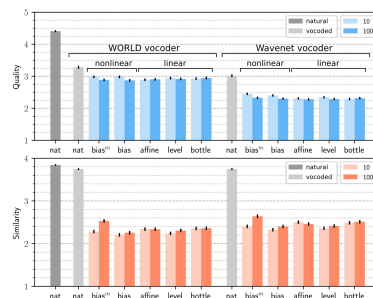 5
natural
vocoded
10
100
WORLD vocoder
Wavenet vocoder
nonlinear
linear
nonlinear
linear
4
3
2
1
Quality
nat nat bias⁽ˢ⁾ bias affine level bottle nat bias⁽ˢ⁾ bias affine level bottle
4
natural
vocoded
10
100
3
2
1
Similarity
nat nat bias bias affine level bottle nat bias bias affine level bottle